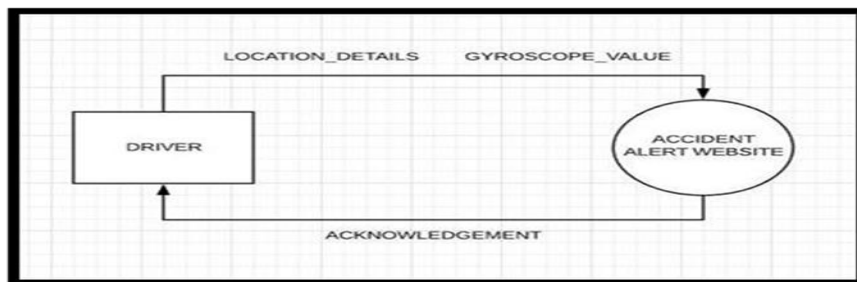 LOCATION_DETAILS GYROSCOPE_VALUE
DRIVER
ACCIDENT
ALERT WEBSITE
ACKNOWLEDGEMENT